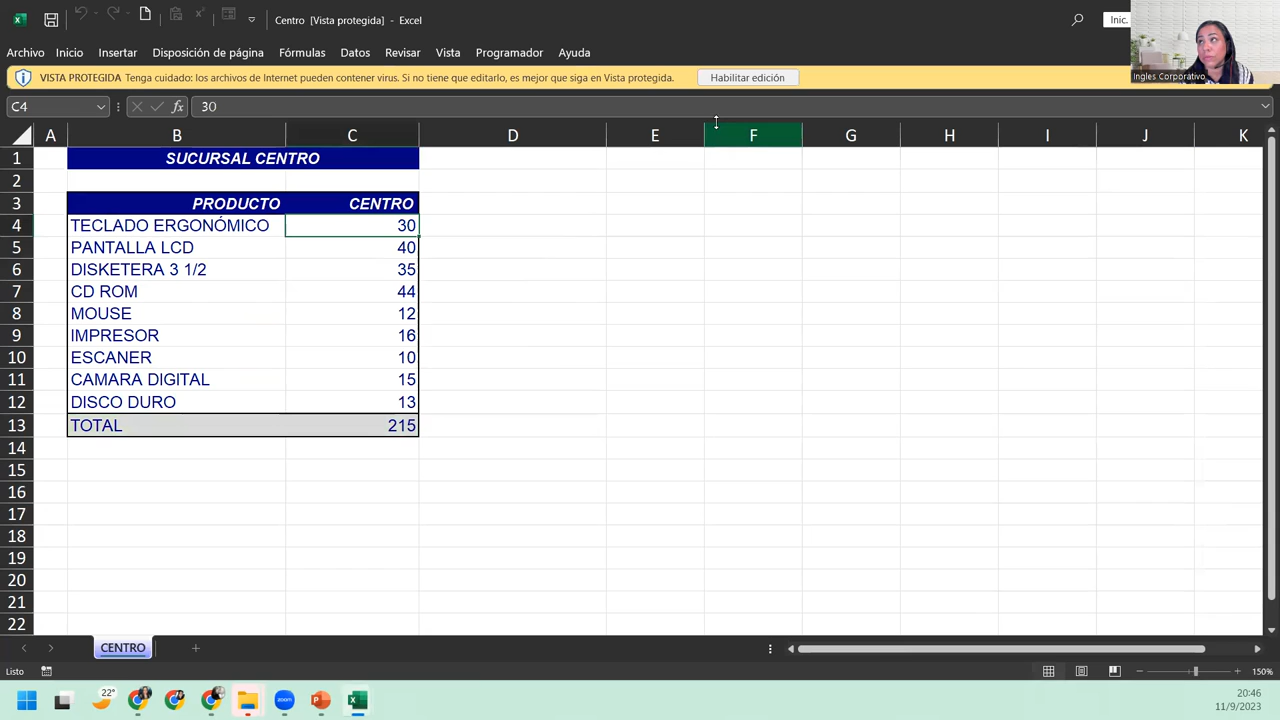 Centro [Vista protegida] - Excel
Inic.
Archivo Inicio Insertar Disposición de página Fórmulas Datos Revisar Vista Programador Ayuda
VISTA PROTEGIDA Tenga cuidado: los archivos de Internet pueden contener virus. Si no tiene que editarlo, es mejor que siga en Vista protegida. Habilitar edición
Ingles Corporativo
C4 fx 30
A B C D E F G H I J K
1 SUCURSAL CENTRO
2
3 PRODUCTO CENTRO
4 TECLADO ERGONÓMICO 30
5 PANTALLA LCD 40
6 DISKETERA 3 1/2 35
7 CD ROM 44
8 MOUSE 12
9 IMPRESOR 16
10 ESCANER 10
11 CAMARA DIGITAL 15
12 DISCO DURO 13
13 TOTAL 215
14
15
16
17
18
19
20
21
22
CENTRO
Listo 150%
22°
zoom
20:46
11/9/2023